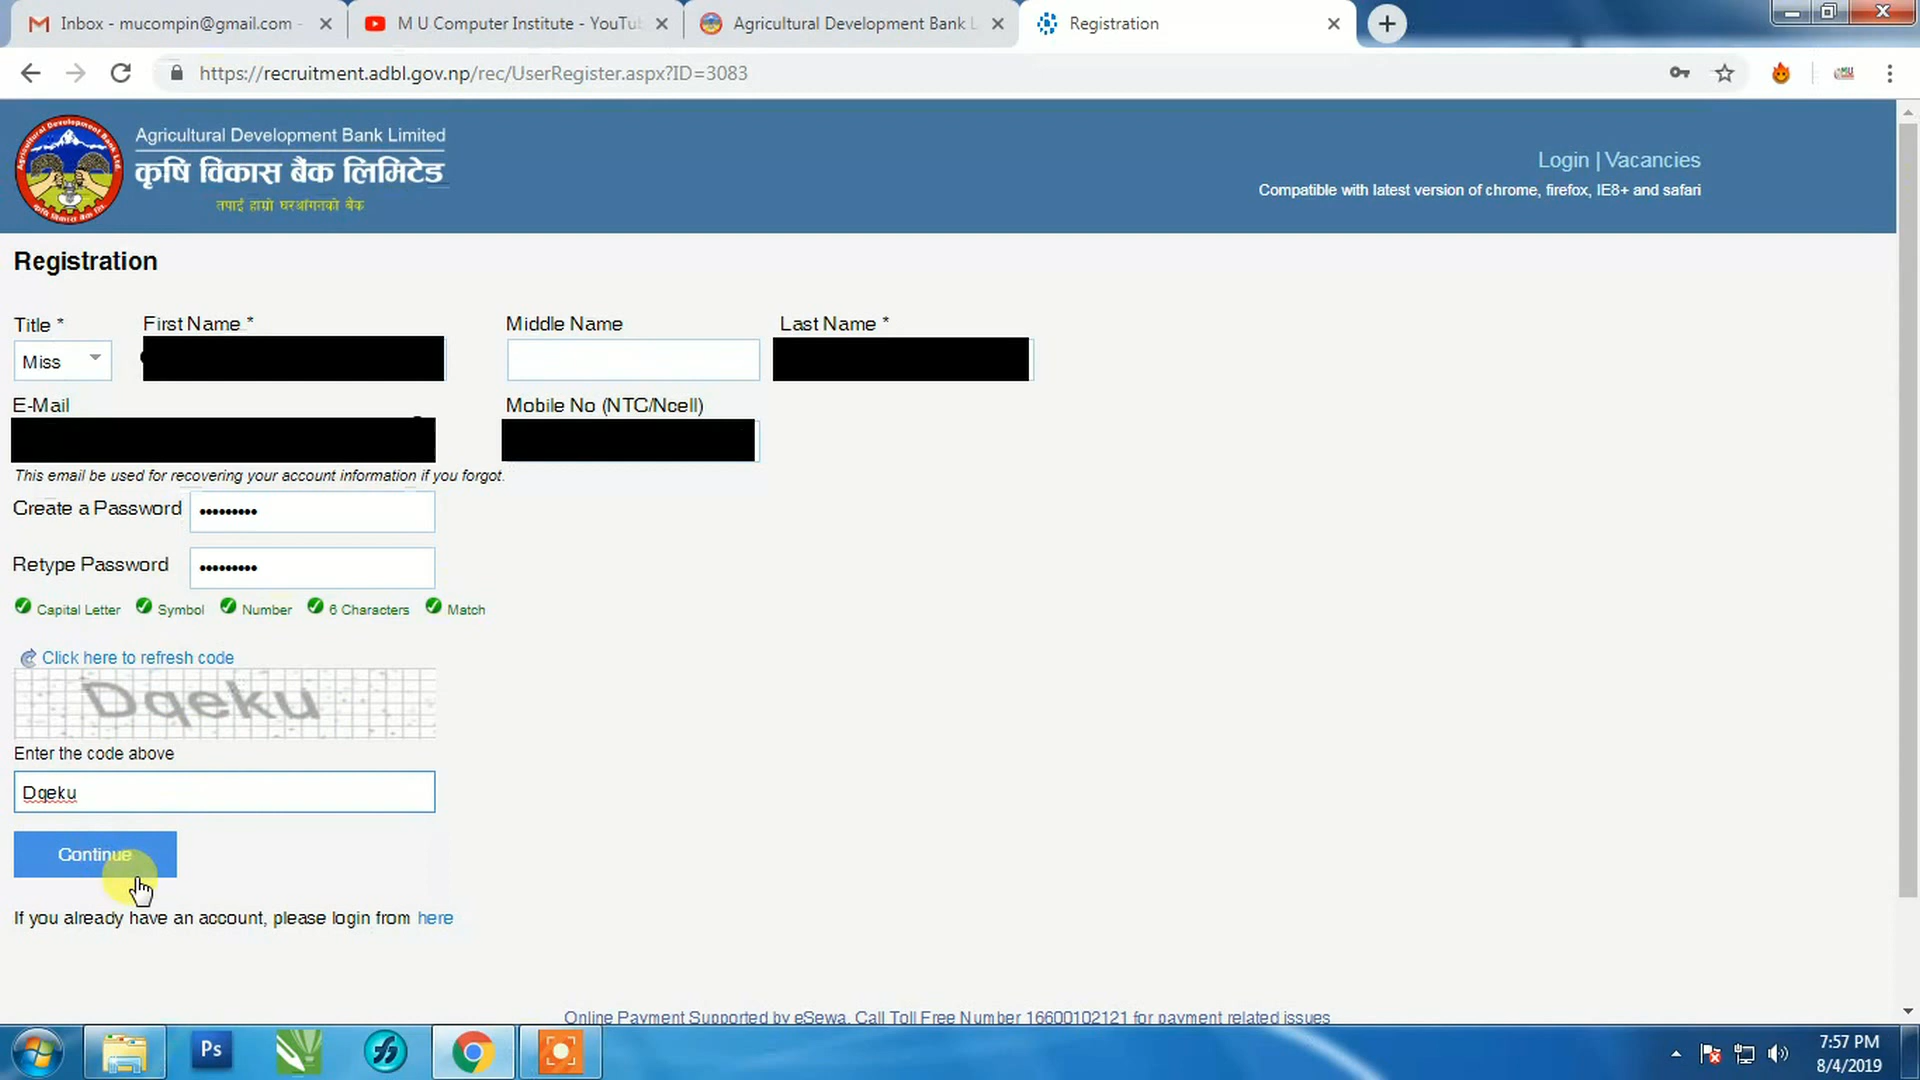 Inbox - mucompin@gmail.com -
M U Computer Institute - YouTu
Agricultural Development Bank L
Registration
https://recruitment.adbl.gov.np/rec/UserRegister.aspx?ID=3083
Agricultural Development Bank Limited
कृषि विकास बैंक लिमिटेड
तपाईं हाम्रो घरआँगनको बैंक
Login | Vacancies
Compatible with latest version of chrome, firefox, IE8+ and safari
Registration
Title *
First Name *
Middle Name
Last Name *
Miss
E-Mail
Mobile No (NTC/Ncell)
This email be used for recovering your account information if you forgot.
Create a Password
•••••••••
Retype Password
•••••••••
Capital Letter Symbol Number 6 Characters Match
Click here to refresh code
Dqeku
Enter the code above
Dqeku
Continue
If you already have an account, please login from here
Online Payment Supported by eSewa. Call Toll Free Number 16600102121 for payment related issues
Ps
7:57 PM
8/4/2019